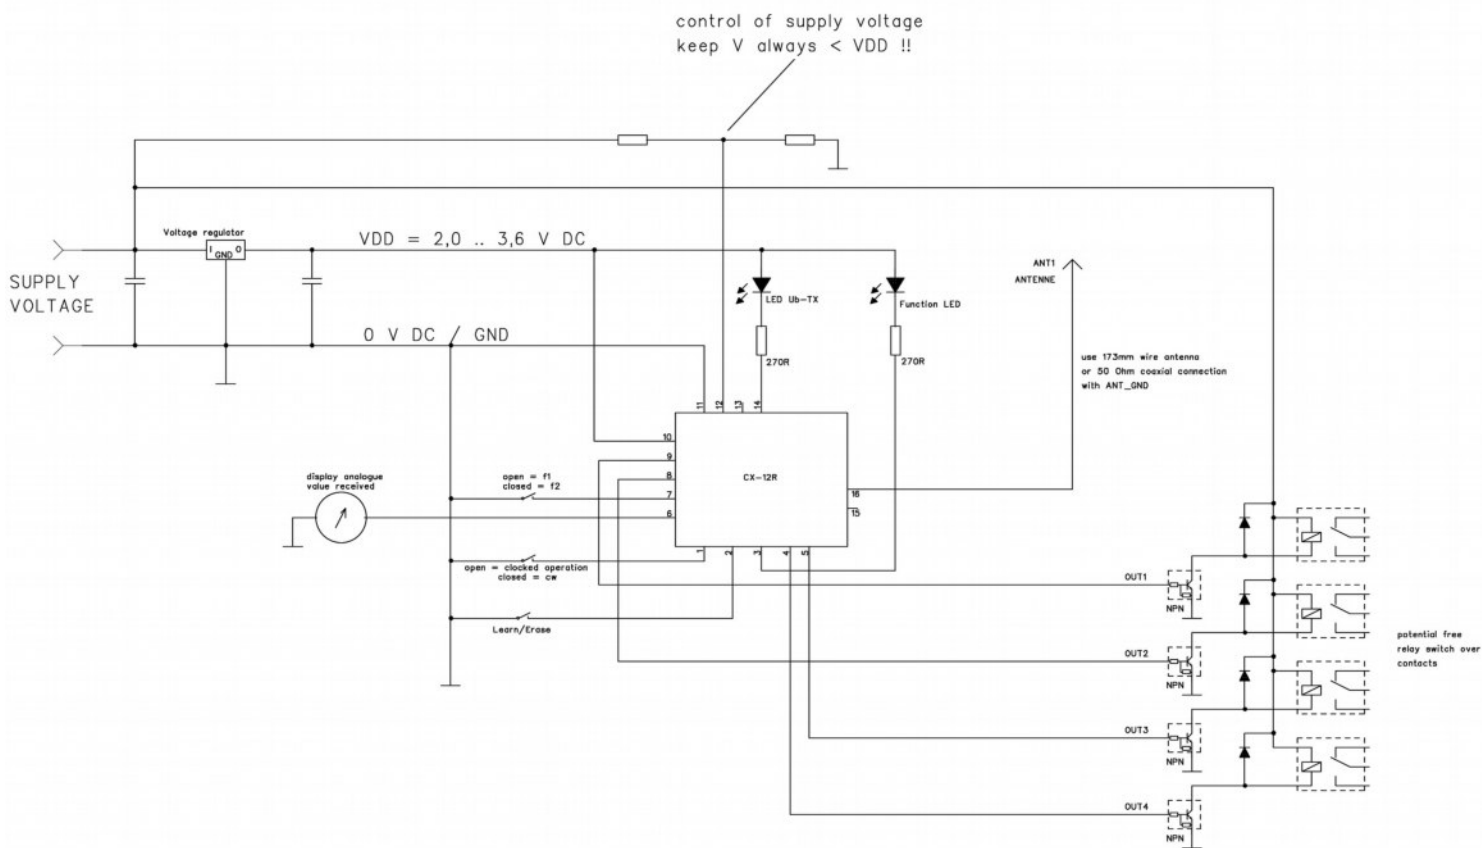 control of supply voltage
keep V always < VDD !!
Voltage regulator
I
GND
O
VDD = 2,0 .. 3,6 V DC
SUPPLY
VOLTAGE
0 V DC / GND
LED Ub-TX
270R
Function LED
270R
ANT1
ANTENNE
use 173mm wire antenna
or 50 Ohm coaxial connection
with ANT_GND
11
12
13
14
10
9
8
7
6
CX-12R
16
15
1
2
3
4
5
display analogue
value received
open = f1
closed = f2
open = clocked operation
closed = cw
Learn/Erase
OUT1
NPN
OUT2
NPN
OUT3
NPN
OUT4
NPN
potential free
relay switch over
contacts